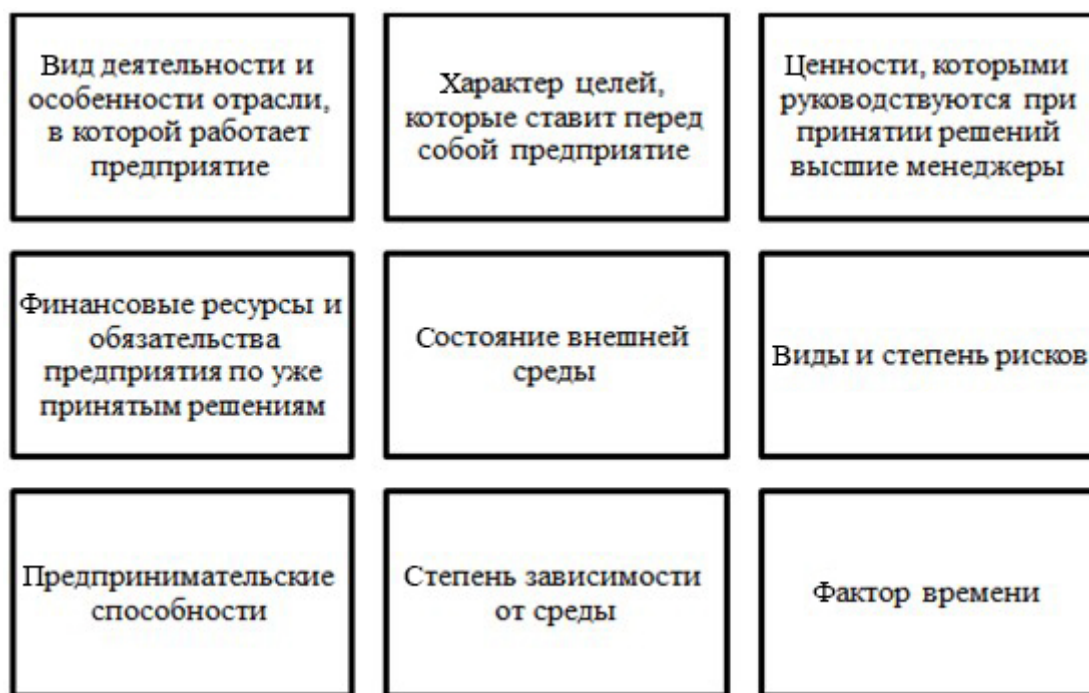 Вид деятельности и
особенности отрасли,
в которой работает
предприятие
Характер целей,
которые ставит перед
собой предприятие
Ценности, которыми
руководствуются при
принятии решений
высшие менеджеры
Финансовые ресурсы и
обязательства
предприятия по уже
принятым решениям
Состояние внешней
среды
Виды и степень рисков
Предпринимательские
способности
Степень зависимости
от среды
Фактор времени